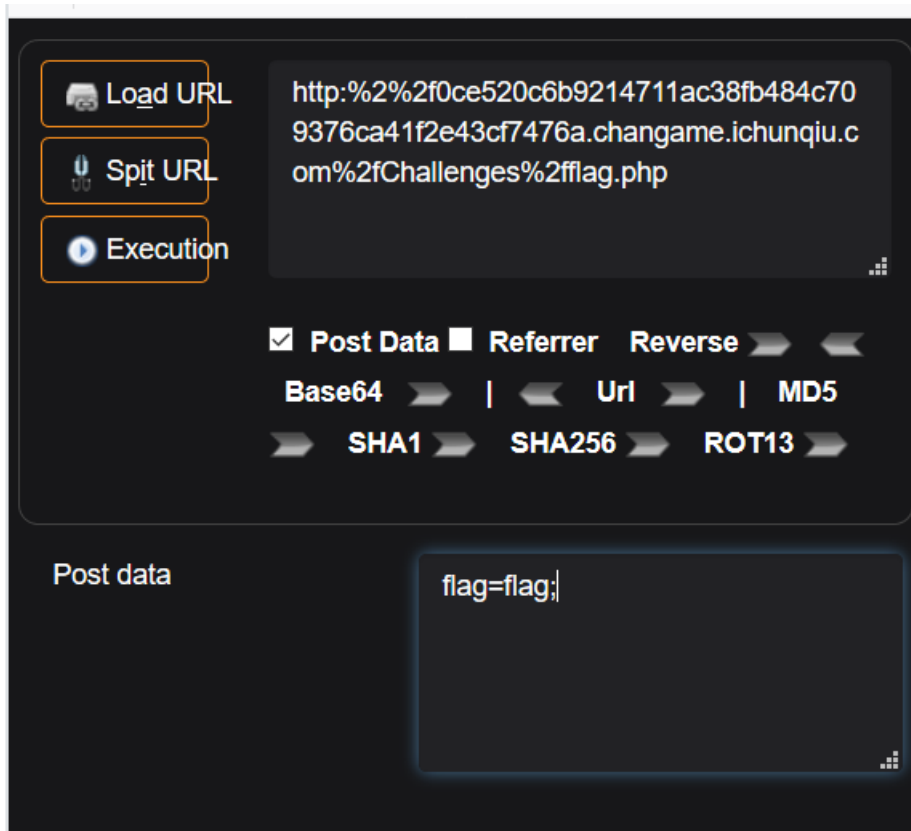 Load URL
http:%2%2f0ce520c6b9214711ac38fb484c70
9376ca41f2e43cf7476a.changame.ichunqiu.c
om%2fChallenges%2fflag.php
Spit URL
Execution
Post Data Referrer Reverse
Base64 | Url | MD5
SHA1 SHA256 ROT13
Post data
flag=flag;